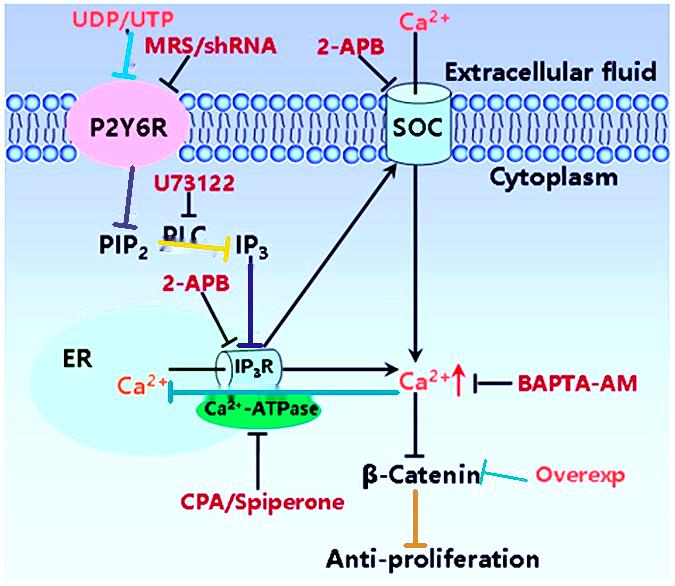 UDP/UTP
Ca²⁺
MRS/shRNA
2-APB
Extracellular fluid
P2Y6R
SOC
Cytoplasm
U73122
PIP₂
PLC
IP₃
2-APB
ER
IP₃R
Ca²⁺
Ca²⁺
BAPTA-AM
Ca²⁺-ATPase
CPA/Spiperone
β-Catenin
Overexp
Anti-proliferation